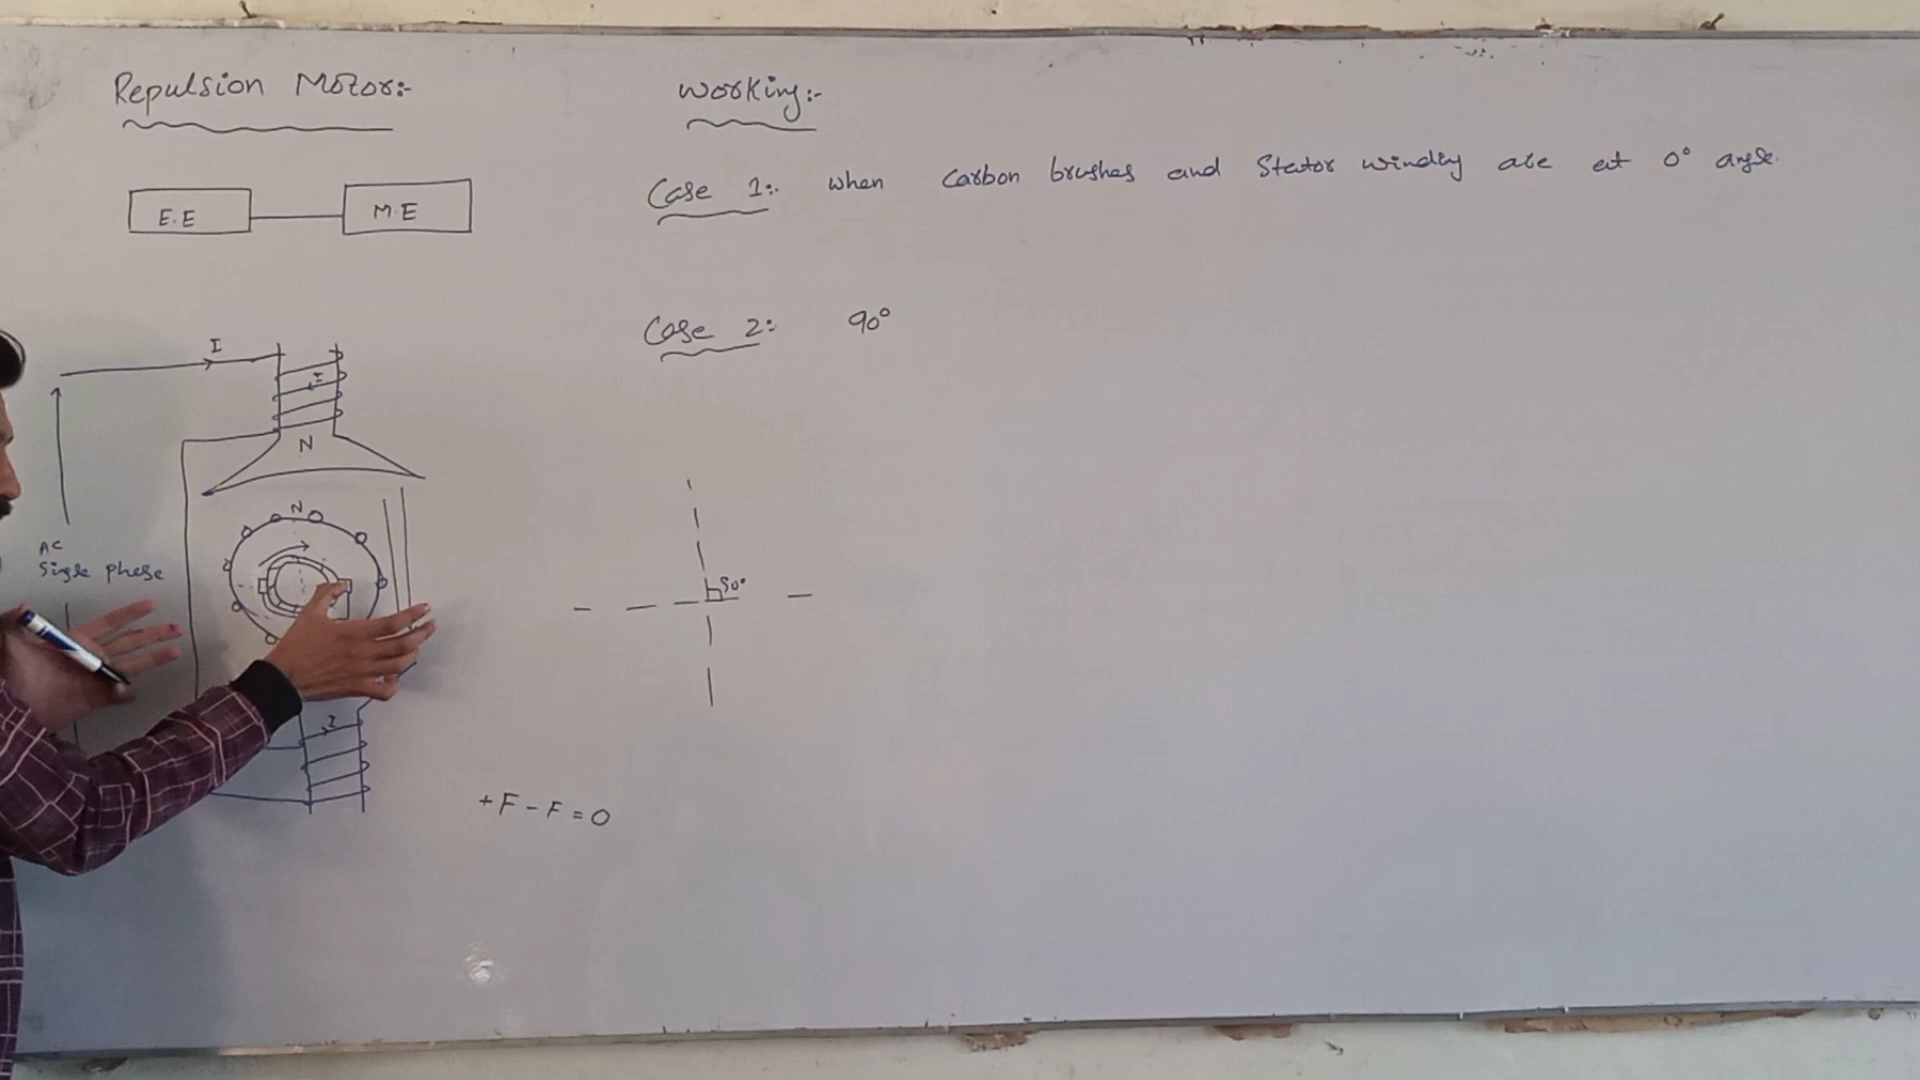 Repulsion Motor:-
E.E
M.E
I
I
N
N
AC
Single phase
I
+F-F=0
Working:-
Case 1:- When Carbon brushes and Stator winding are at 0° angle.
Case 2:- 90°
90°